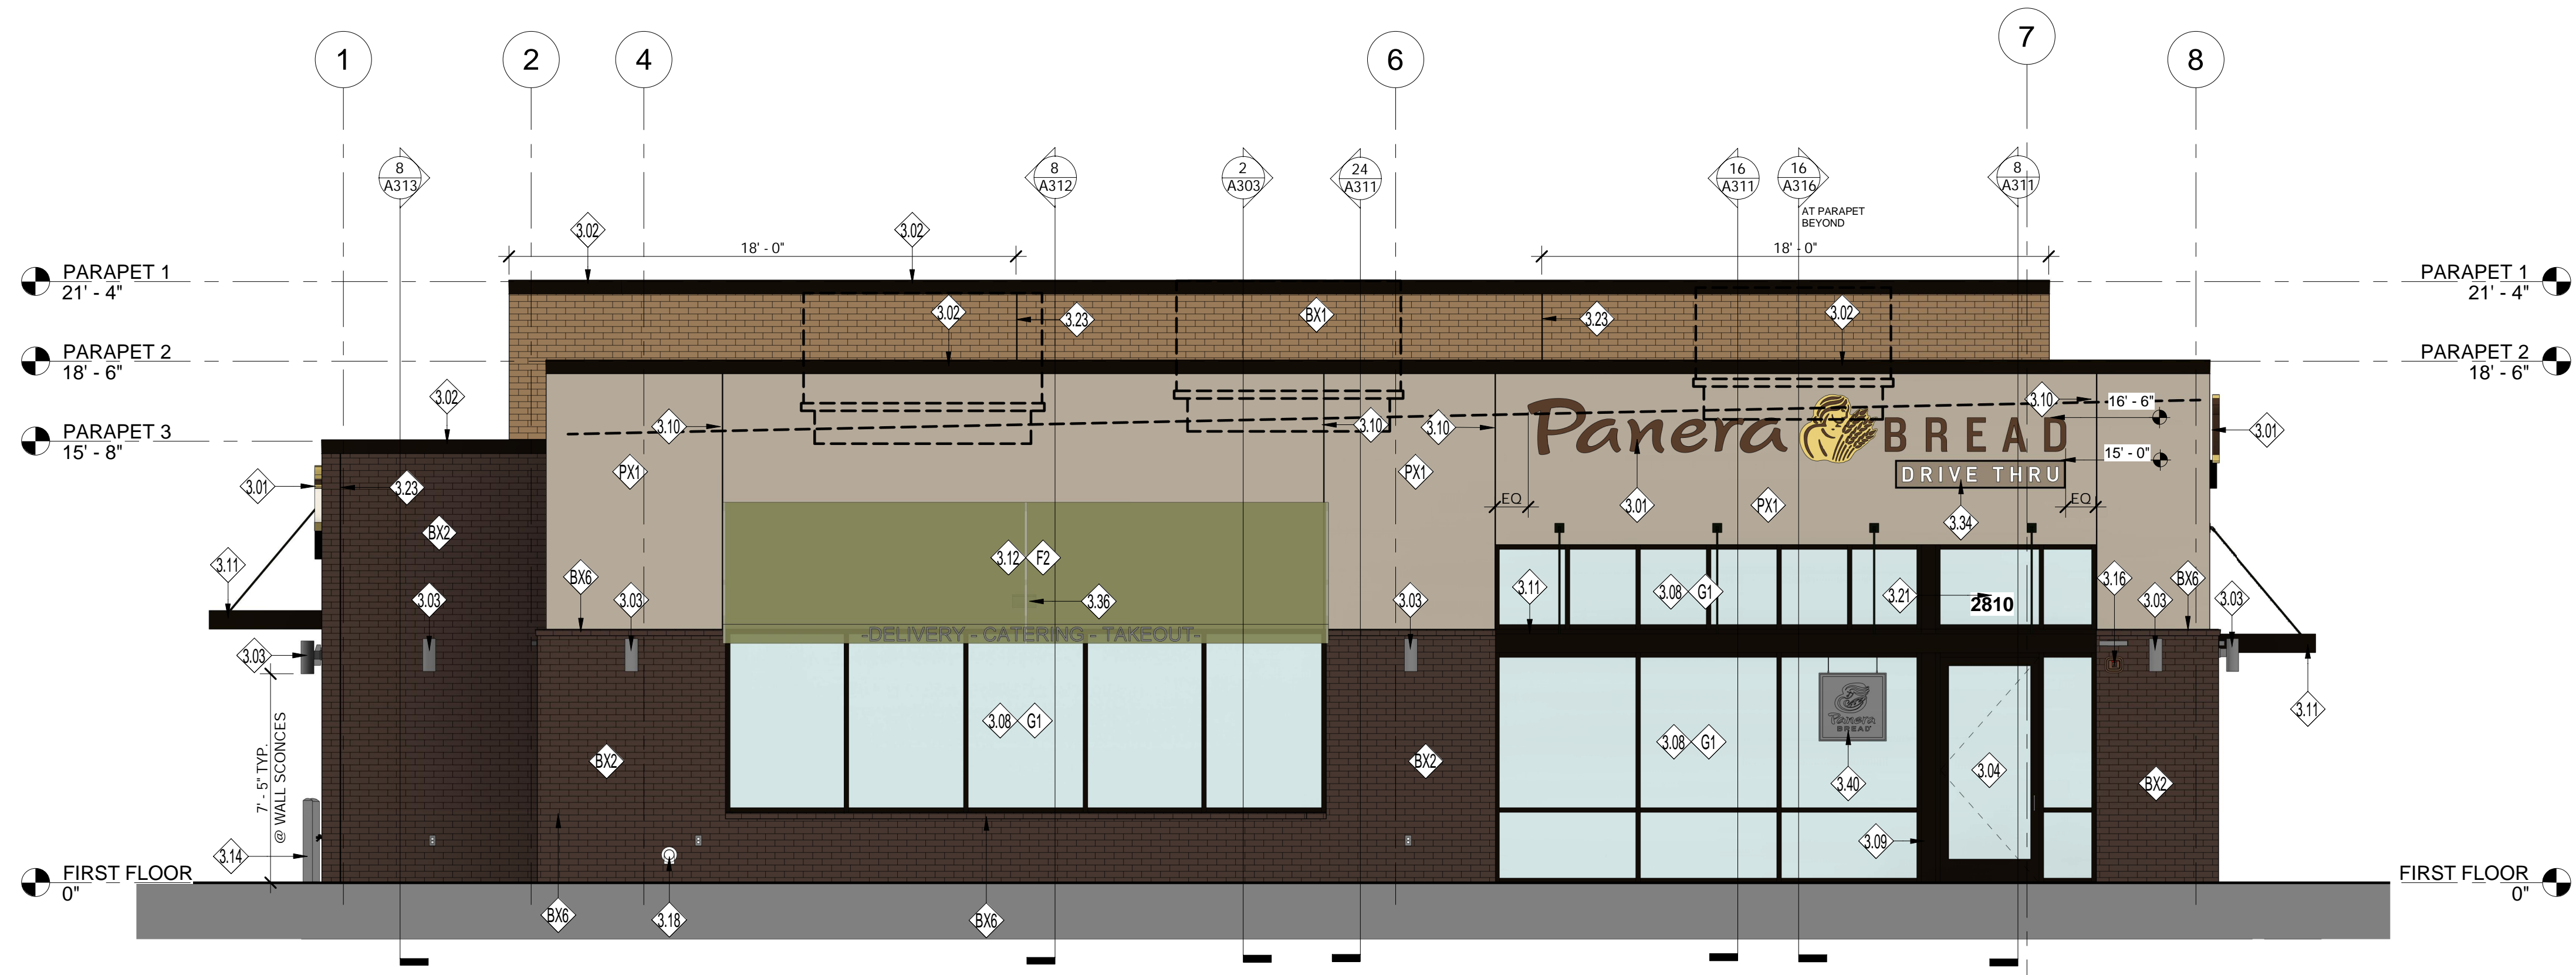 1
2
4
6
7
8
8
A313
8
A312
2
A303
24
A311
16
A311
16
A316
8
A311
AT PARAPET
BEYOND
3.02
3.02
18' - 0"
18' - 0"
PARAPET 1
21' - 4"
PARAPET 1
21' - 4"
3.02
3.23
BX1
3.23
3.02
PARAPET 2
18' - 6"
PARAPET 2
18' - 6"
3.02
3.10
3.10
3.10
3.10
16' - 6"
PARAPET 3
15' - 8"
Panera BREAD
3.01
15' - 0"
DRIVE THRU
3.01
3.23
PX1
PX1
EQ
3.01
PX1
EQ
3.34
BX2
3.12
F2
3.11
BX6
3.03
3.03
3.36
3.03
3.11
3.08
G1
3.21
2810
3.16
BX6
3.03
3.03
-DELIVERY - CATERING - TAKEOUT-
3.03
Panera
BREAD
7' - 5" TYP.
@ WALL SCONCES
3.08
G1
3.08
G1
3.11
BX2
BX2
3.40
3.04
BX2
3.14
3.09
FIRST FLOOR
0"
FIRST FLOOR
0"
BX6
3.18
BX6